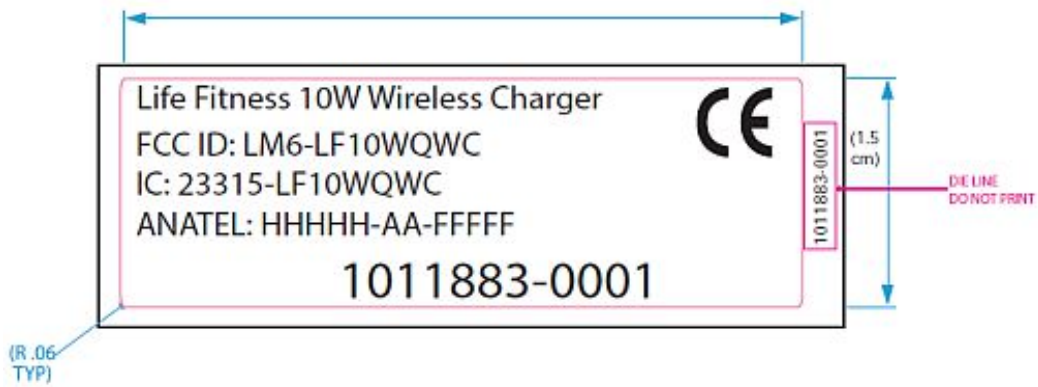 Life Fitness 10W Wireless Charger
CE
FCC ID: LM6-LF10WQWC
IC: 23315-LF10WQWC
ANATEL: HHHHH-AA-FFFFF
1011883-0001
1011883-0001
(1.5
cm)
DIE LINE
DO NOT PRINT
(R .06
TYP)